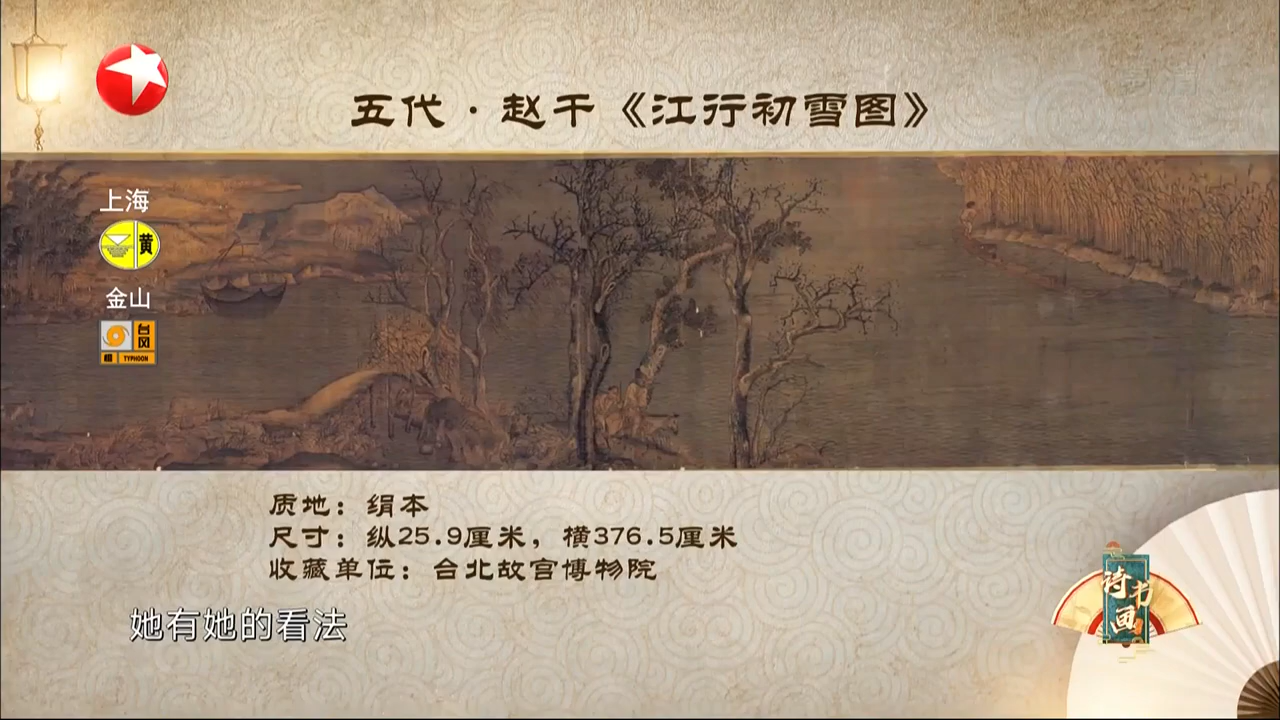 五代·赵干《江行初雪图》
上海
黄
金山
台风
橙 TYPHOON
质地：绢本
尺寸：纵25.9厘米，横376.5厘米
收藏单位：台北故宫博物院
诗书画
她有她的看法